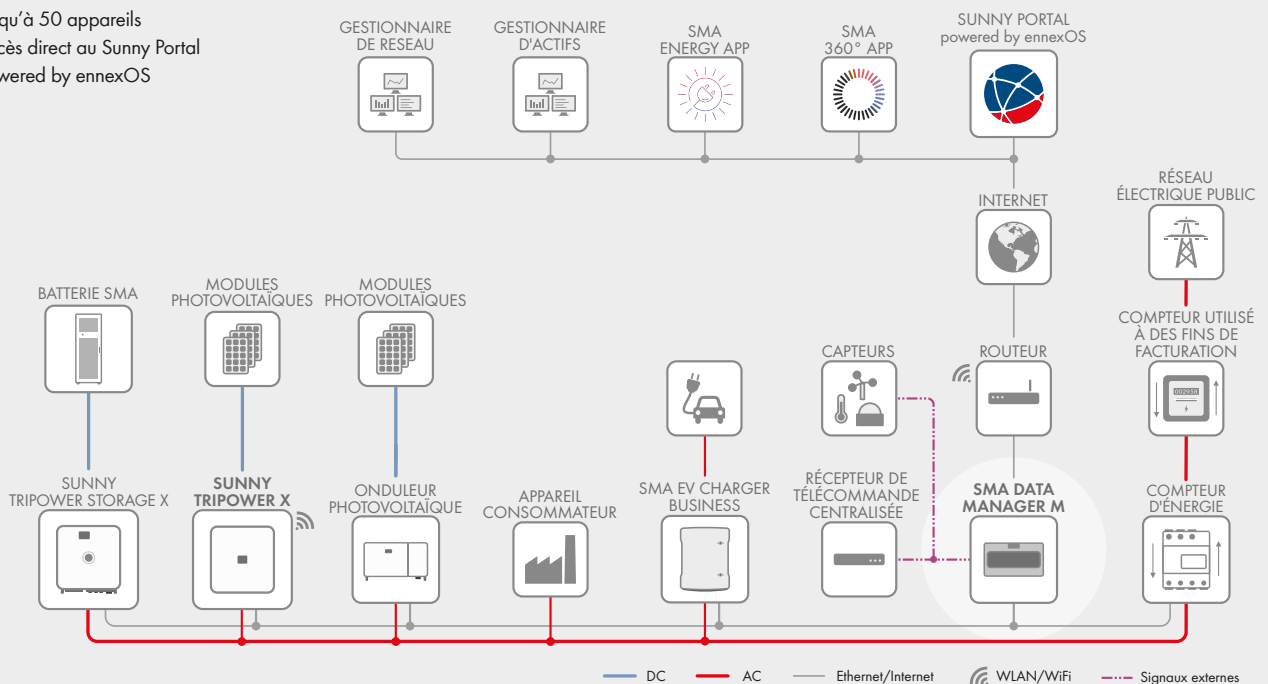 qu'à 50 appareils
cès direct au Sunny Portal
wered by ennexOS
GESTIONNAIRE
DE RESEAU
GESTIONNAIRE
D'ACTIFS
SMA
ENERGY APP
SMA
360° APP
SUNNY PORTAL
powered by ennexOS
INTERNET
RÉSEAU
ÉLECTRIQUE PUBLIC
BATTERIE SMA
MODULES
PHOTOVOLTAÏQUES
MODULES
PHOTOVOLTAÏQUES
CAPTEURS
ROUTEUR
COMPTEUR UTILISÉ
À DES FINS DE
FACTURATION
SUNNY
TRIPOWER STORAGE X
SUNNY
TRIPOWER X
ONDULEUR
PHOTOVOLTAÏQUE
APPAREIL
CONSOMMATEUR
SMA EV CHARGER
BUSINESS
RÉCEPTEUR DE
TÉLÉCOMMANDE
CENTRALISÉE
SMA DATA
MANAGER M
COMPTEUR
D'ÉNERGIE
DC
AC
Ethernet/Internet
WLAN/WiFi
Signaux externes